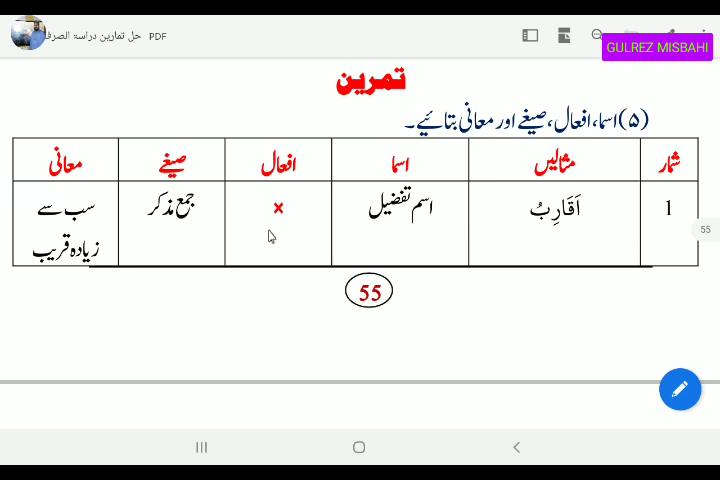 حل تمارین دراسۃ الصرف PDF
GULREZ MISBAHI
تمرین
(۵) اسما، افعال، صیغے اور معانی بتائیے۔
شمار مثالیں اسما افعال صیغے معانی
1 اَقَارِبُ اسم تفضیل × جمع مذکر سب سے
زیادہ قریب
55
55